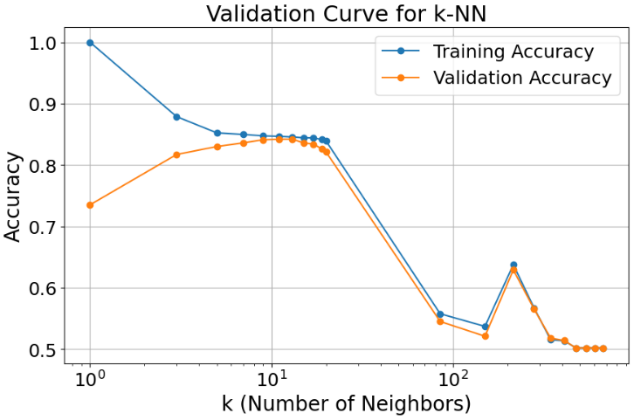 Validation Curve for k-NN
Training Accuracy
Validation Accuracy
Accuracy
1.0
0.9
0.8
0.7
0.6
0.5
10⁰
10¹
10²
k (Number of Neighbors)